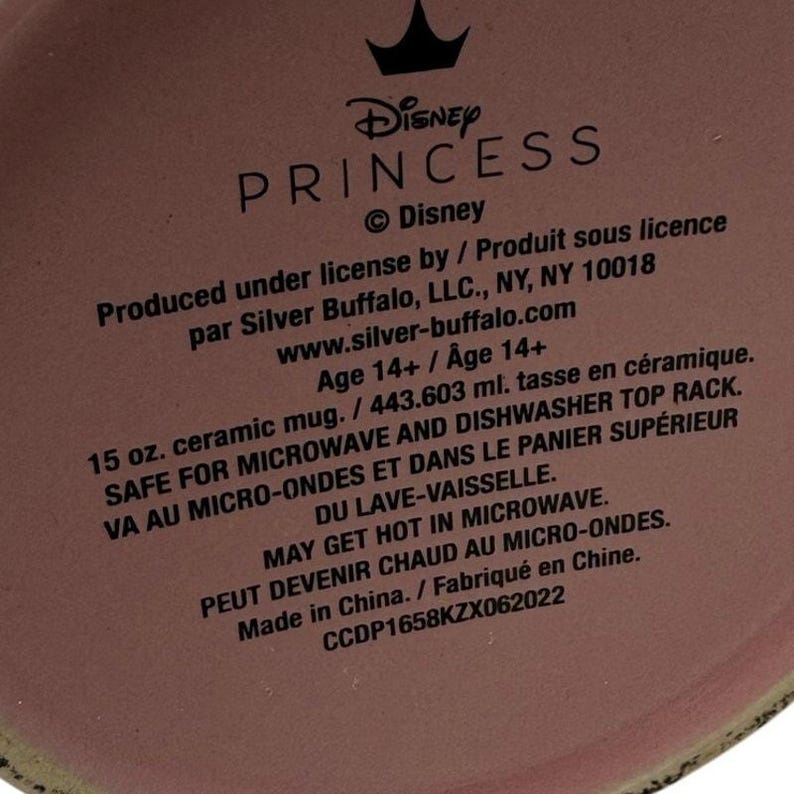 Disney
PRINCESS
© Disney
Produced under license by / Produit sous licence
par Silver Buffalo, LLC., NY, NY 10018
www.silver-buffalo.com
Age 14+ / Âge 14+
15 oz. ceramic mug. / 443.603 ml. tasse en céramique.
SAFE FOR MICROWAVE AND DISHWASHER TOP RACK.
VA AU MICRO-ONDES ET DANS LE PANIER SUPÉRIEUR
DU LAVE-VAISSELLE.
MAY GET HOT IN MICROWAVE.
PEUT DEVENIR CHAUD AU MICRO-ONDES.
Made in China. / Fabriqué en Chine.
CCDP1658KZX062022